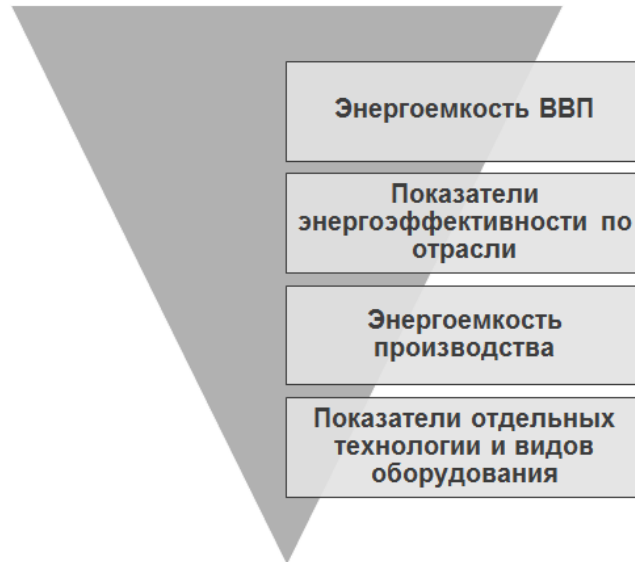 Энергоемкость ВВП
Показатели
энергоэффективности по
отрасли
Энергоемкость
производства
Показатели отдельных
технологии и видов
оборудования